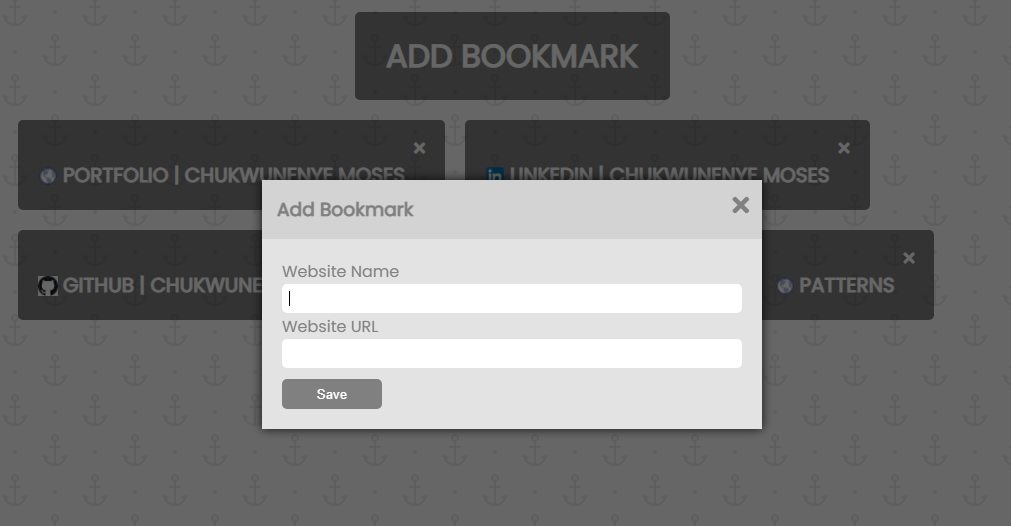 ADD BOOKMARK
PORTFOLIO | CHUKWUNENYE MOSES
LINKEDIN | CHUKWUNENYE MOSES
Add Bookmark
GITHUB | CHUKWUNE
PATTERNS
Website Name
Website URL
Save